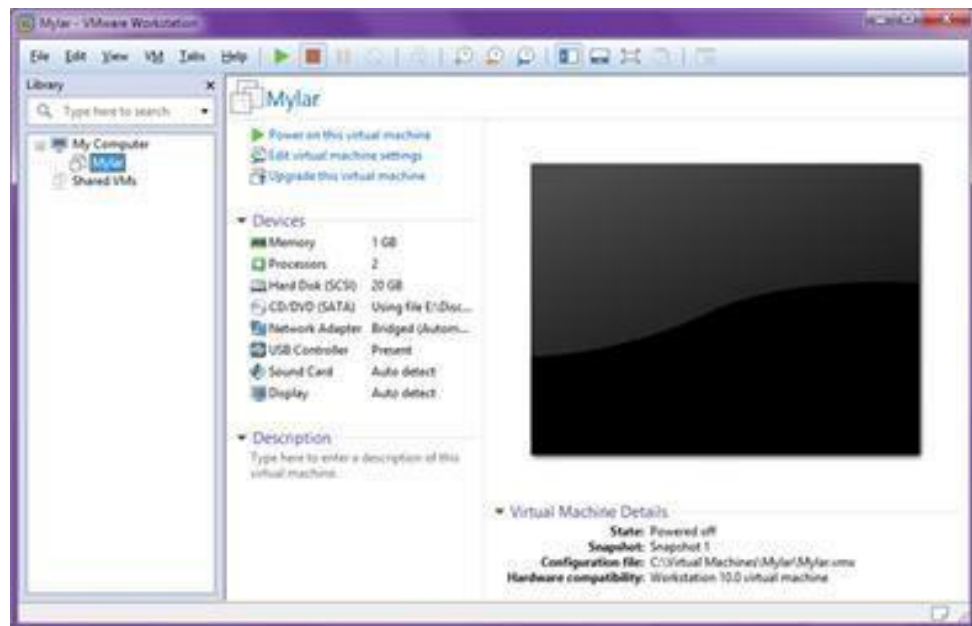 Mylar - VMware Workstation
File Edit View VM Tabs Help
Library
Type here to search
My Computer
Mylar
Shared VMs
Mylar
Power on this virtual machine
Edit virtual machine settings
Upgrade this virtual machine
Devices
Memory 1 GB
Processors 2
Hard Disk (SCSI) 20 GB
CD/DVD (SATA) Using file E:\Disc...
Network Adapter Bridged (Autom...
USB Controller Present
Sound Card Auto detect
Display Auto detect
Description
Type here to enter a description of this
virtual machine.
Virtual Machine Details
State: Powered off
Snapshot: Snapshot 1
Configuration file: C:\Virtual Machines\Mylar\Mylar.vmx
Hardware compatibility: Workstation 10.0 virtual machine